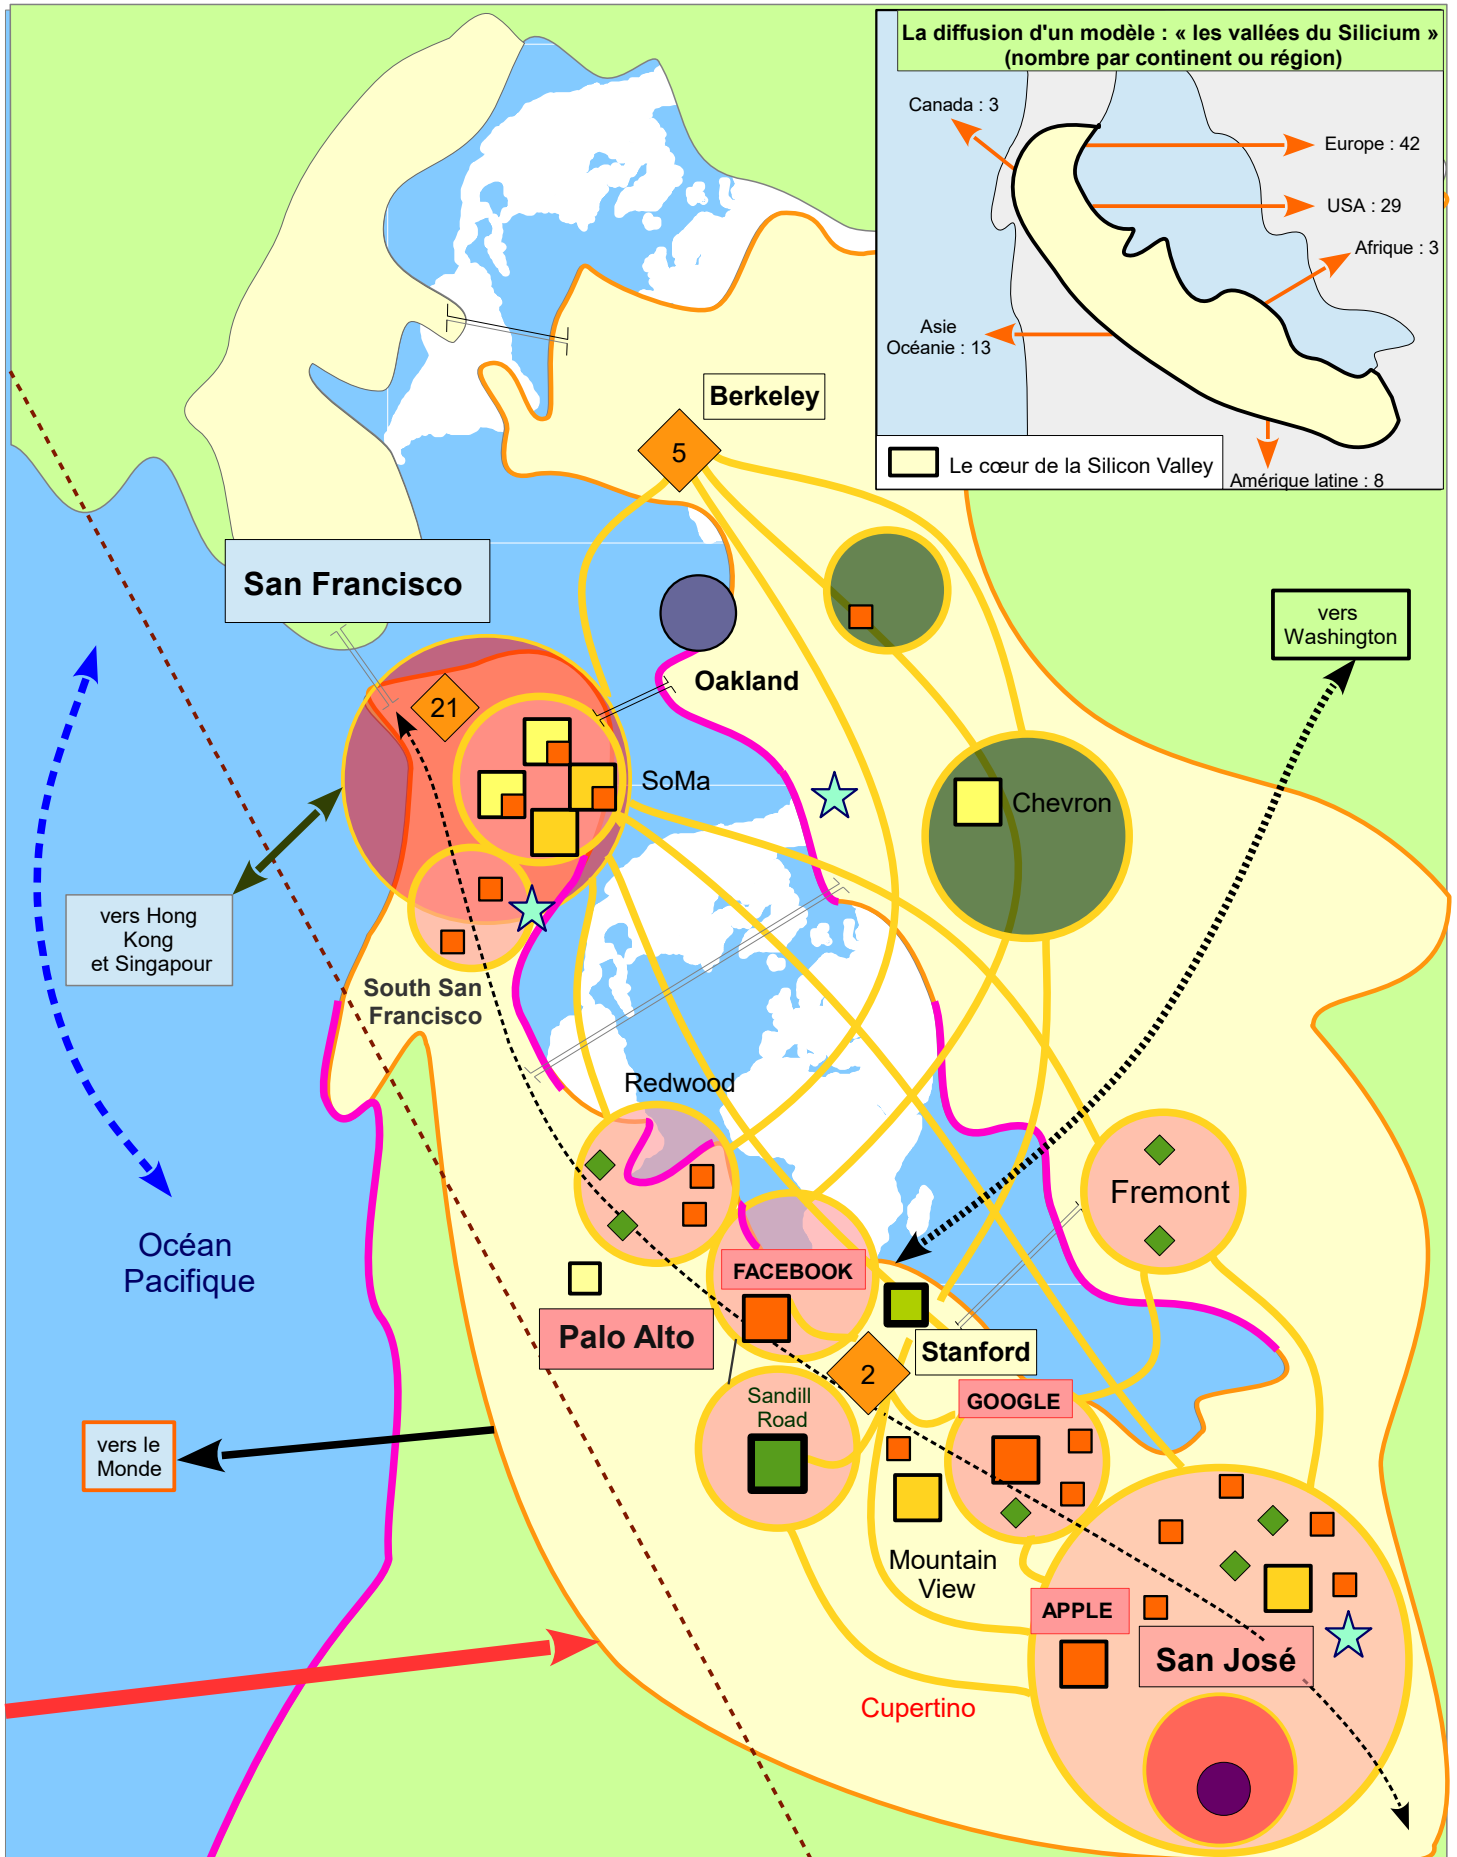 La diffusion d'un modèle : « les vallées du Silicium »
(nombre par continent ou région)
Canada : 3
Europe : 42
USA : 29
Afrique : 3
Asie
Océanie : 13
Le cœur de la Silicon Valley
Amérique latine : 8
Berkeley
5
San Francisco
vers
Washington
21
Oakland
SoMa
Chevron
vers Hong
Kong
et Singapour
South San
Francisco
Redwood
Fremont
Océan
Pacifique
FACEBOOK
Palo Alto
Stanford
2
Sandill
Road
GOOGLE
vers le
Monde
Mountain
View
APPLE
San José
Cupertino